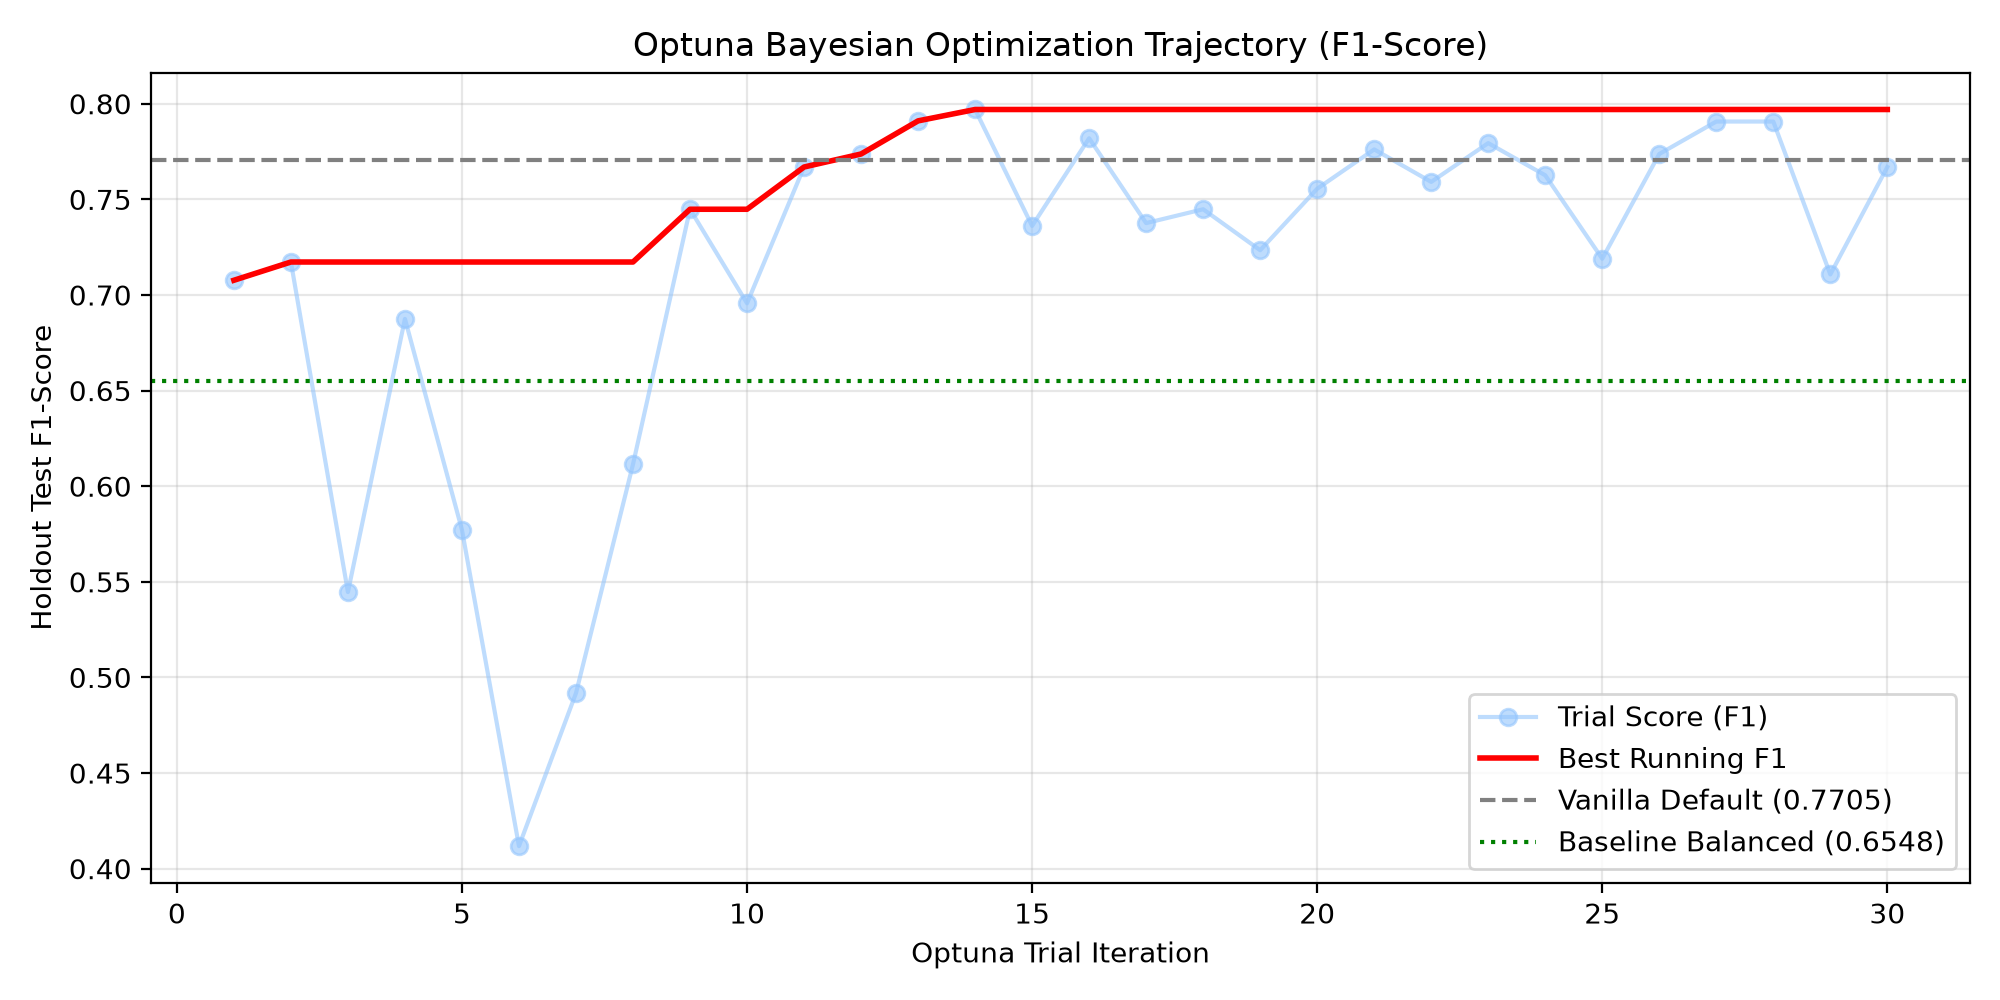 Optuna Bayesian Optimization Trajectory (F1-Score)
Holdout Test F1-Score
0.80
0.75
0.70
0.65
0.60
0.55
0.50
0.45
0.40
0
5
10
15
20
25
30
Optuna Trial Iteration
Trial Score (F1)
Best Running F1
Vanilla Default (0.7705)
Baseline Balanced (0.6548)